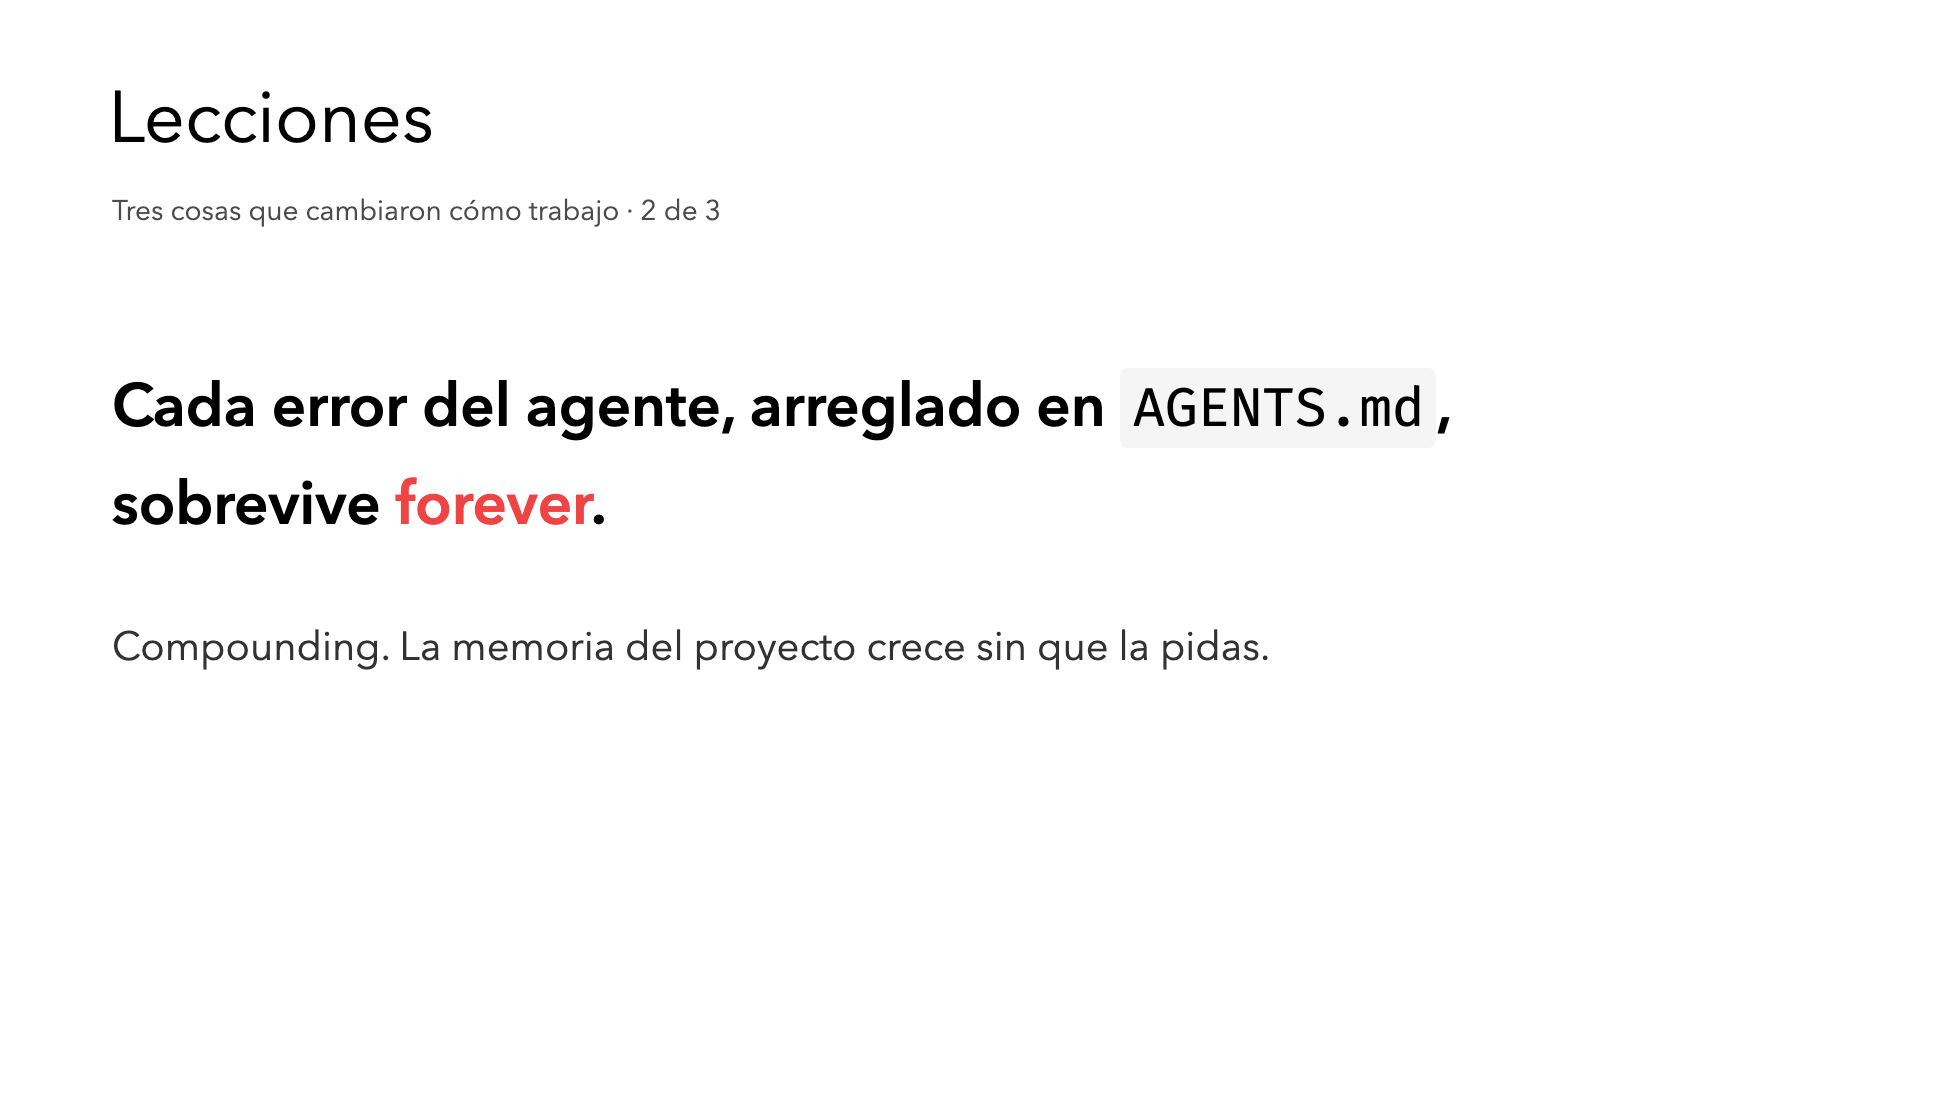 Lecciones
Tres cosas que cambiaron cómo trabajo · 2 de 3
Cada error del agente, arreglado en AGENTS.md,
sobrevive forever.
Compounding. La memoria del proyecto crece sin que la pidas.